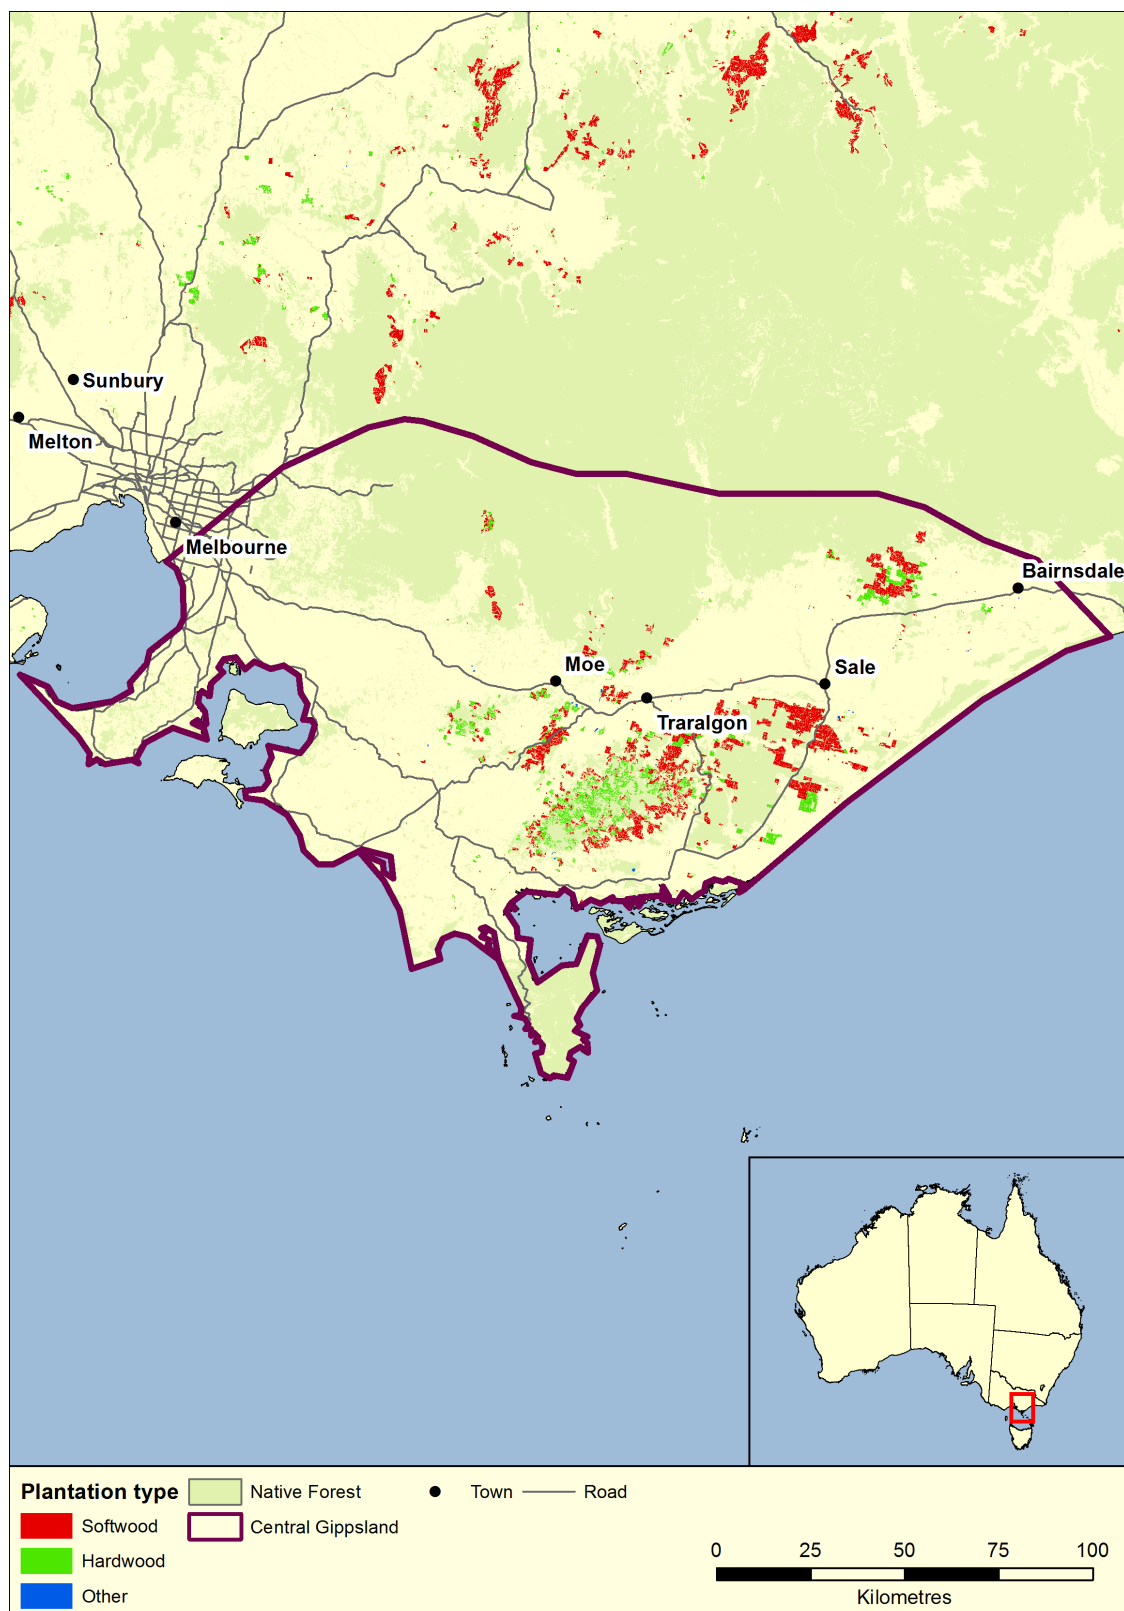 Sunbury
Melton
Melbourne
Bairnsdale
Moe
Sale
Traralgon
Plantation type
Native Forest
Town
Road
Softwood
Central Gippsland
Hardwood
Other
0 25 50 75 100
Kilometres